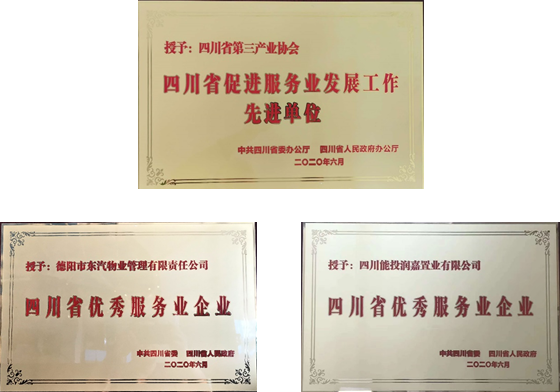 授予：四川省第三产业协会
四川省促进服务业发展工作
先进单位
中共四川省委办公厅 四川省人民政府办公厅
二〇二〇年六月
授予：德阳市东汽物业管理有限责任公司
四川省优秀服务业企业
中共四川省委 四川省人民政府
二〇二〇年六月
授予：四川能投润嘉置业有限公司
四川省优秀服务业企业
中共四川省委 四川省人民政府
二〇二〇年六月